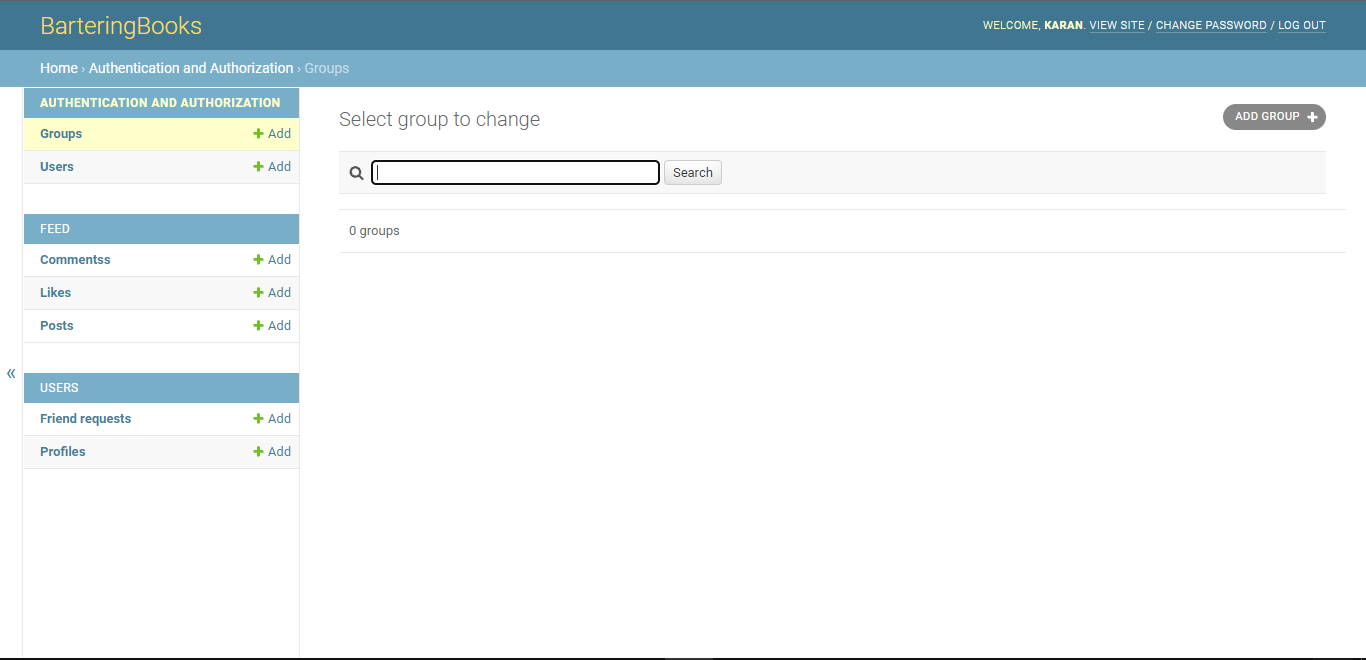 BarteringBooks
WELCOME, KARAN. VIEW SITE / CHANGE PASSWORD / LOG OUT
Home › Authentication and Authorization › Groups
AUTHENTICATION AND AUTHORIZATION
Groups + Add
Users + Add
FEED
Commentss + Add
Likes + Add
Posts + Add
«
USERS
Friend requests + Add
Profiles + Add
Select group to change
ADD GROUP +
Search
0 groups